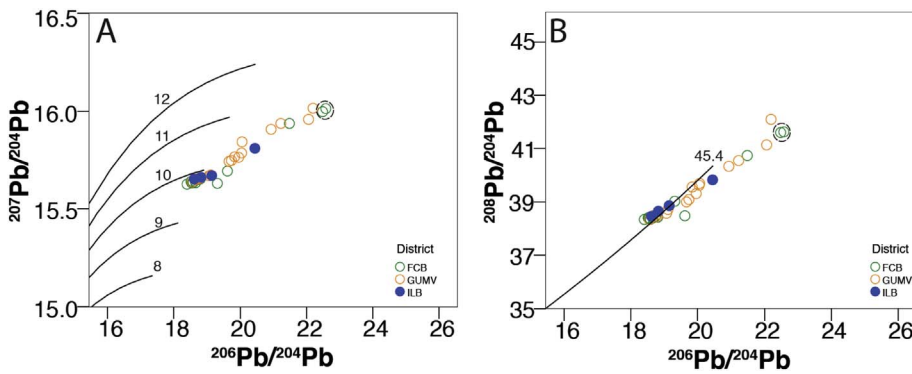 A
16.5
16.0
15.5
15.0
²⁰⁷Pb/²⁰⁴Pb
12
11
10
9
8
District
FCB
GUMV
ILB
16 18 20 22 24 26
²⁰⁶Pb/²⁰⁴Pb
B
45
43
41
39
37
35
²⁰⁸Pb/²⁰⁴Pb
45.4
District
FCB
GUMV
ILB
16 18 20 22 24 26
²⁰⁶Pb/²⁰⁴Pb